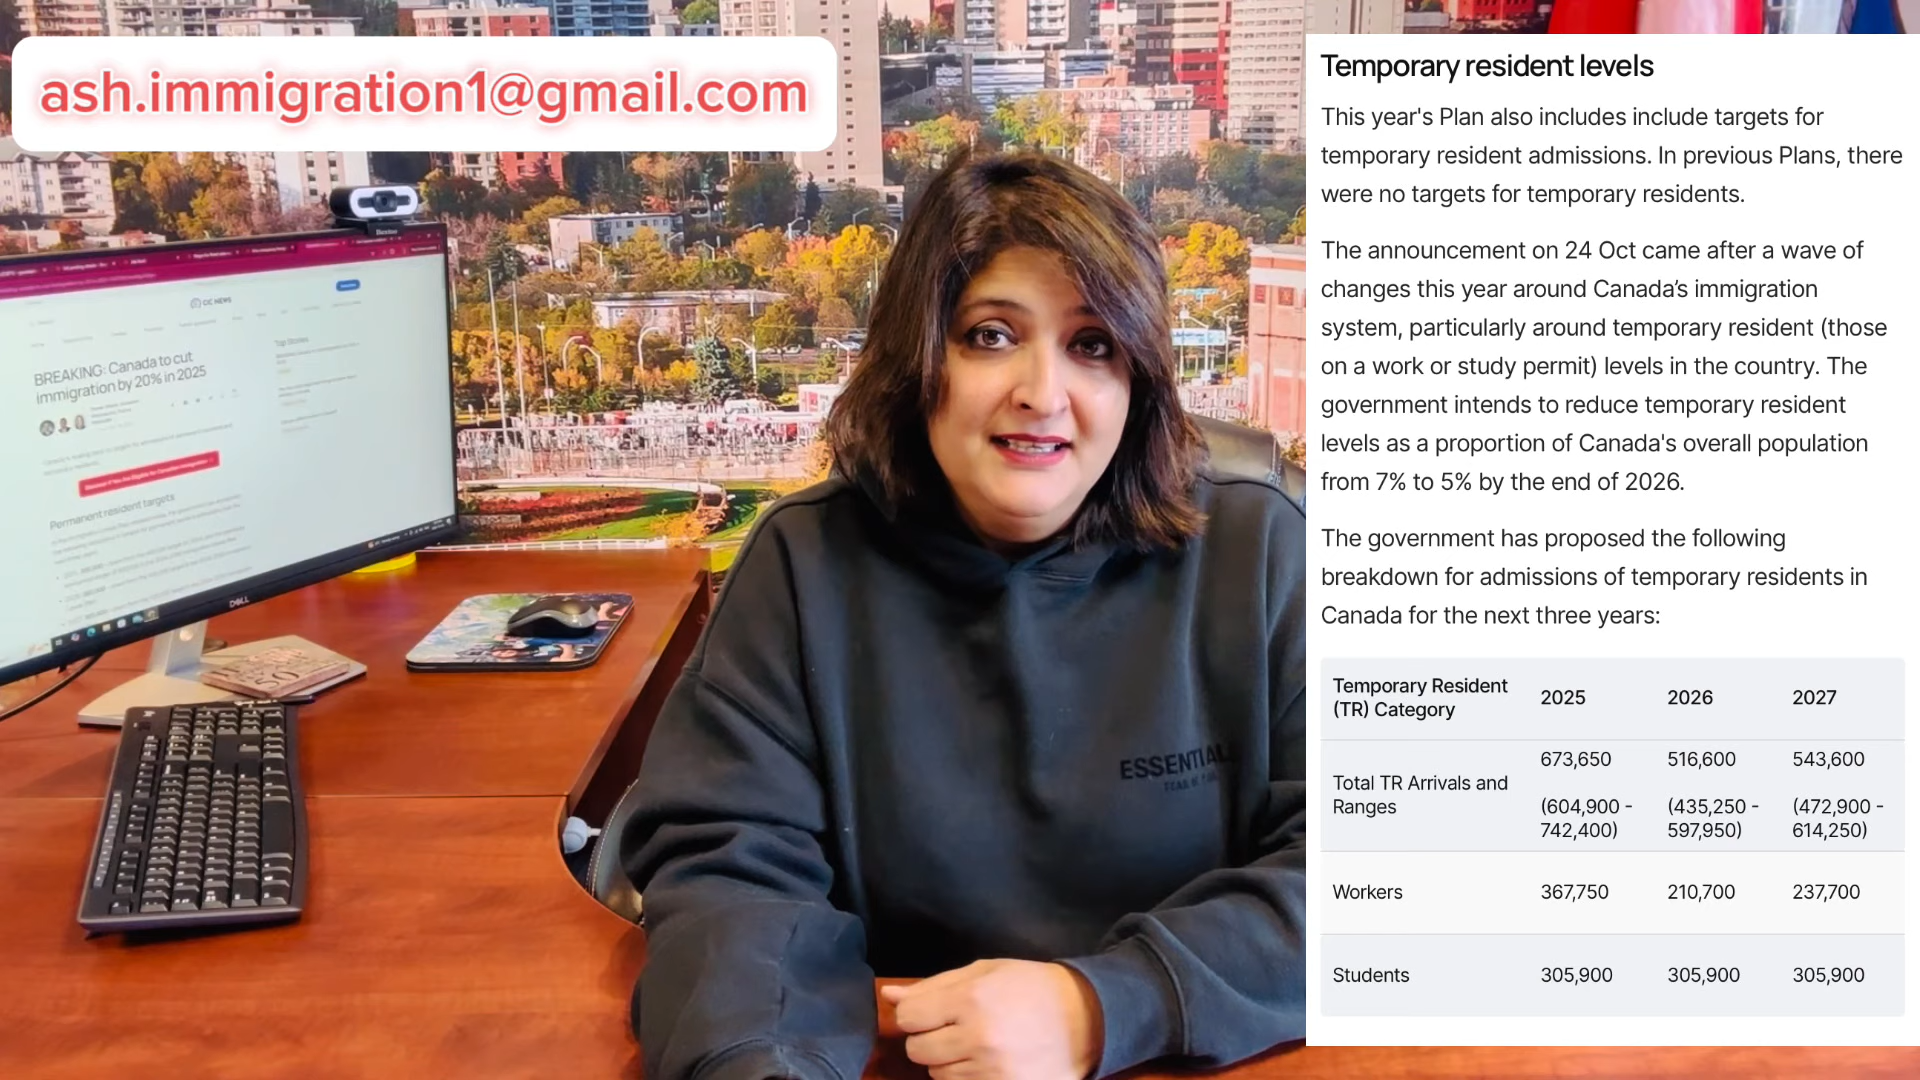 ash.immigration1@gmail.com
CIC NEWS
Top Stories
BREAKING: Canada to cut
immigration by 20% in 2025
Permanent resident targets
DELL
ESSENTIAL
Temporary resident levels
This year's Plan also includes include targets for
temporary resident admissions. In previous Plans, there
were no targets for temporary residents.
The announcement on 24 Oct came after a wave of
changes this year around Canada’s immigration
system, particularly around temporary resident (those
on a work or study permit) levels in the country. The
government intends to reduce temporary resident
levels as a proportion of Canada's overall population
from 7% to 5% by the end of 2026.
The government has proposed the following
breakdown for admissions of temporary residents in
Canada for the next three years:
Temporary Resident
(TR) Category
2025 2026 2027
Total TR Arrivals and
Ranges
673,650 516,600 543,600
(604,900 - (435,250 - (472,900 -
742,400) 597,950) 614,250)
Workers 367,750 210,700 237,700
Students 305,900 305,900 305,900